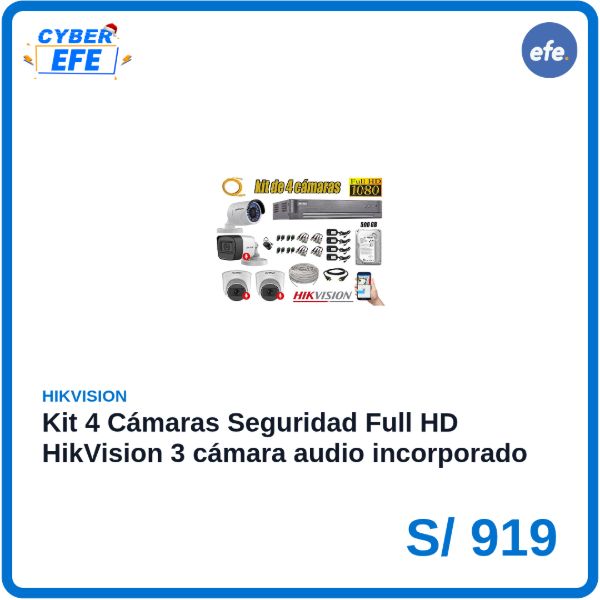 CYBER
EFE
efe.
kit de 4 cámaras
Full HD
1080
500 GB
HIKVISION
HIKVISION
Kit 4 Cámaras Seguridad Full HD
HikVision 3 cámara audio incorporado
S/ 919